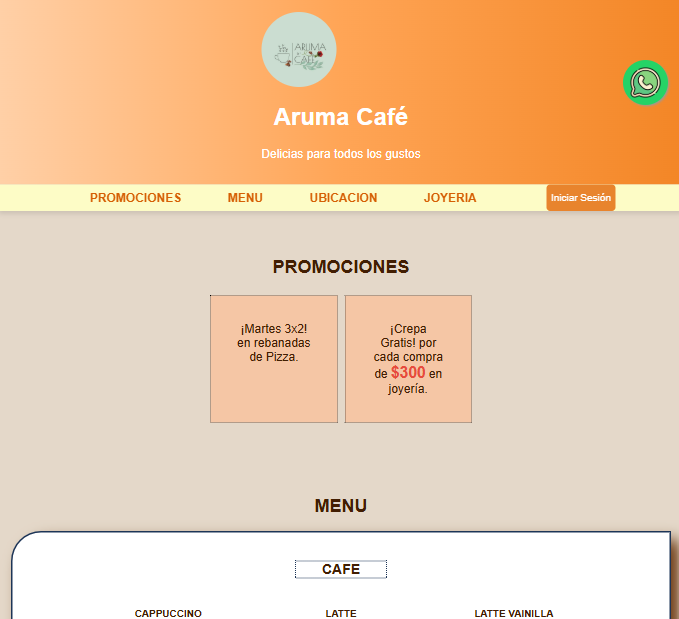 ARUMA
CAFÉ
Aruma Café
Delicias para todos los gustos
PROMOCIONES MENU UBICACION JOYERIA Iniciar Sesión
PROMOCIONES
¡Martes 3x2!
en rebanadas
de Pizza.
¡Crepa
Gratis! por
cada compra
de $300 en
joyería.
MENU
CAFE
CAPPUCCINO LATTE LATTE VAINILLA